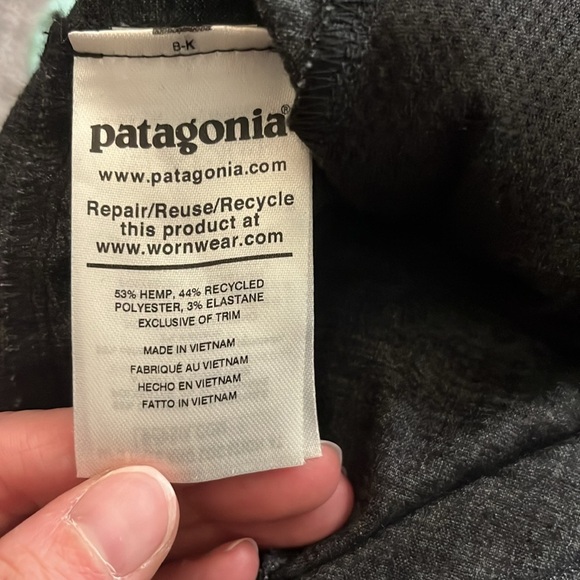 8-K
patagonia®
www.patagonia.com
Repair/Reuse/Recycle
this product at
www.wornwear.com
53% HEMP, 44% RECYCLED
POLYESTER, 3% ELASTANE
EXCLUSIVE OF TRIM
MADE IN VIETNAM
FABRIQUÉ AU VIETNAM
HECHO EN VIETNAM
FATTO IN VIETNAM